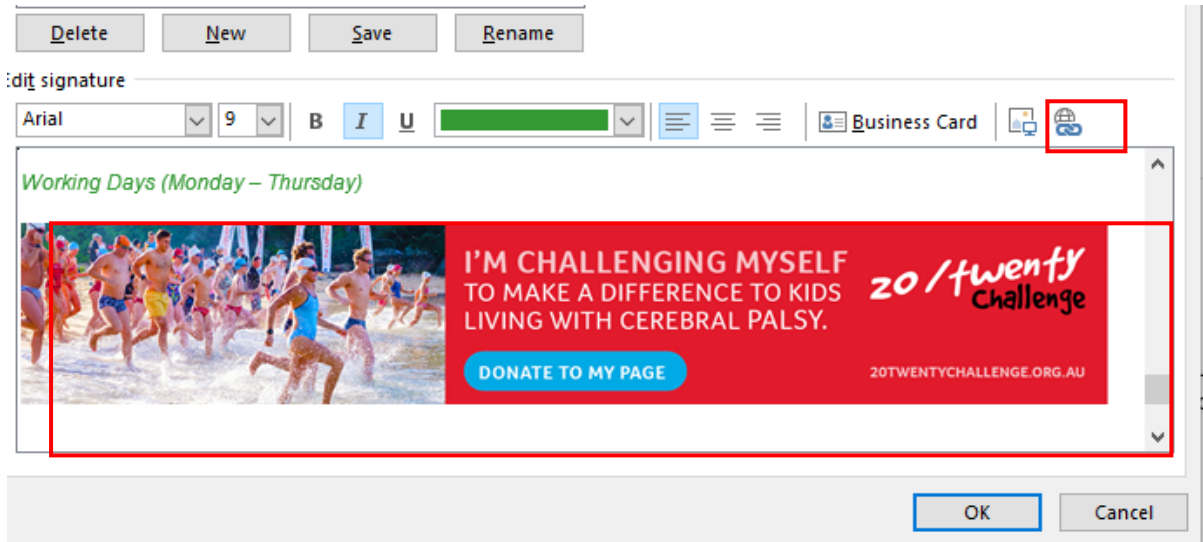 Delete New Save Rename
Edit signature
Arial 9 B I U Business Card
Working Days (Monday – Thursday)
I'M CHALLENGING MYSELF
TO MAKE A DIFFERENCE TO KIDS
LIVING WITH CEREBRAL PALSY.
DONATE TO MY PAGE
20/twenty
Challenge
20TWENTYCHALLENGE.ORG.AU
OK Cancel